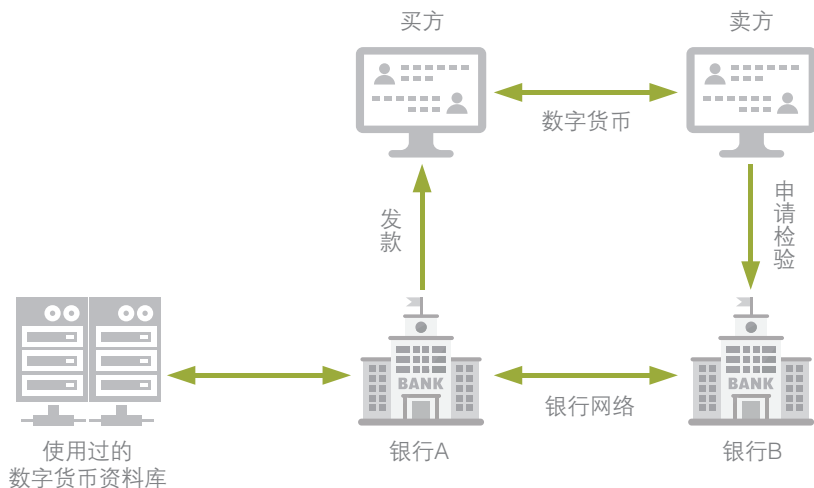 买方
卖方
数字货币
发款
申请检验
BANK
BANK
银行网络
使用过的
数字货币资料库
银行A
银行B